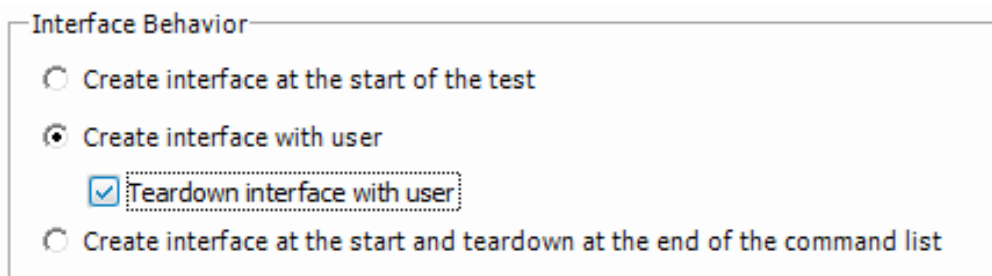 Interface Behavior
Create interface at the start of the test
Create interface with user
Teardown interface with user
Create interface at the start and teardown at the end of the command list